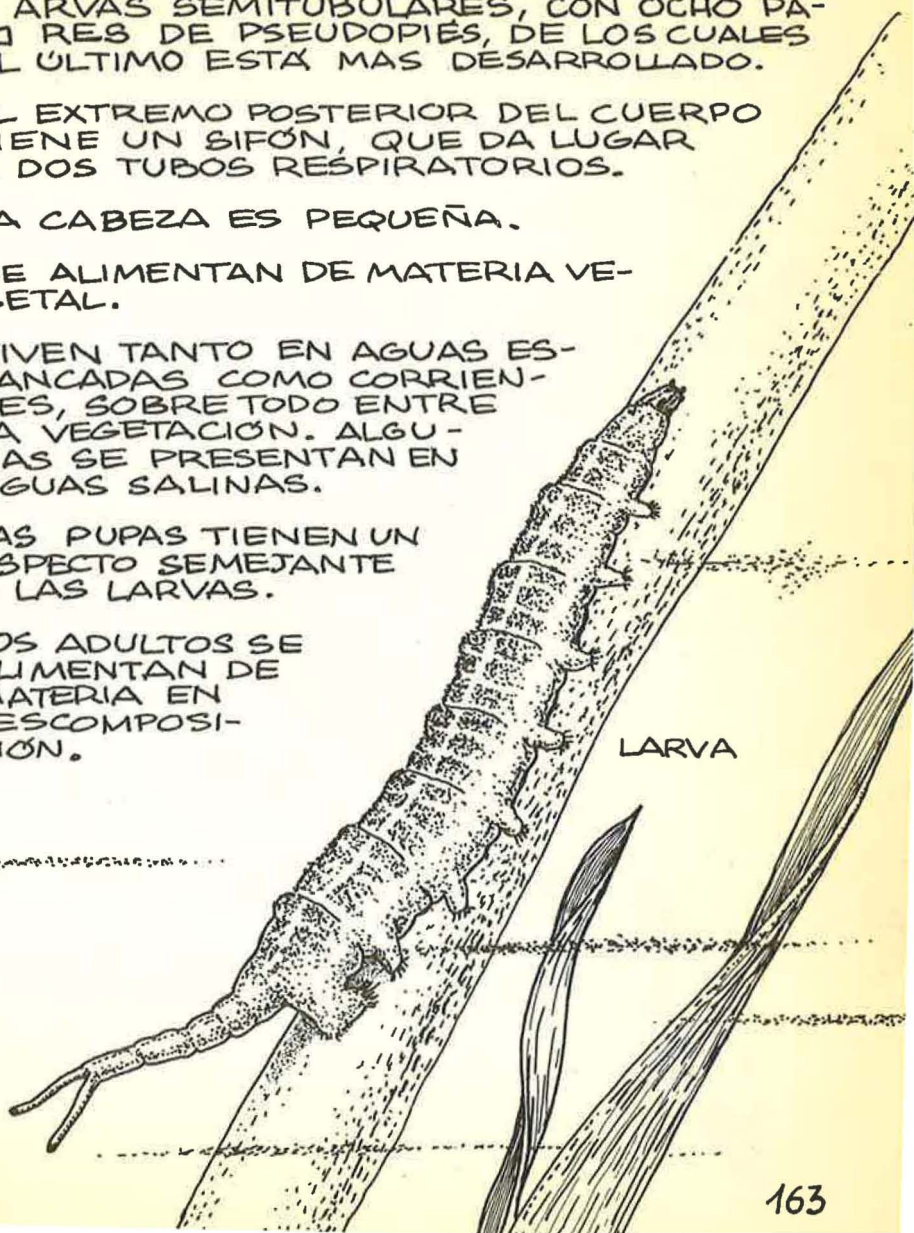 ARVAS SEMITUBULARES, CON OCHO PA-
RES DE PSEUDOPIÉS, DE LOS CUALES
L ÚLTIMO ESTÁ MAS DESARROLLADO.
L EXTREMO POSTERIOR DEL CUERPO
IENE UN SIFÓN, QUE DA LUGAR
DOS TUBOS RESPIRATORIOS.
A CABEZA ES PEQUEÑA.
E ALIMENTAN DE MATERIA VE-
ETAL.
IVEN TANTO EN AGUAS ES-
ANCADAS COMO CORRIEN-
ES, SOBRE TODO ENTRE
A VEGETACIÓN. ALGU-
AS SE PRESENTAN EN
GUAS SALINAS.
AS PUPAS TIENEN UN
SPECTO SEMEJANTE
LAS LARVAS.
OS ADULTOS SE
LIMENTAN DE
ATERIA EN
ESCOMPOSI-
IÓN.
LARVA
163